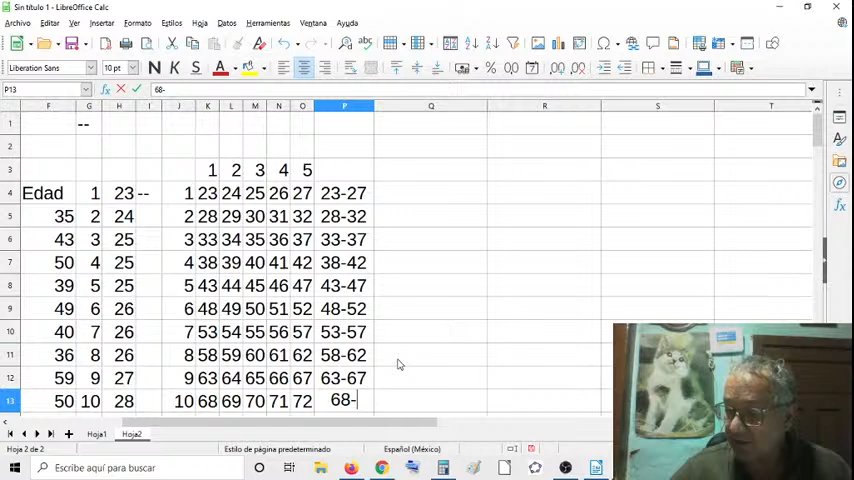 Sin título 1 - LibreOffice Calc
Archivo Editar Ver Insertar Formato Estilos Hoja Datos Herramientas Ventana Ayuda
Liberation Sans 10 pt N K S A % 0,0 7
P13 fx 68-
F G H I J K L M N O P Q R S T
1 --
2
3 1 2 3 4 5
4 Edad 1 23 -- 1 23 24 25 26 27 23-27
5 35 2 24 2 28 29 30 31 32 28-32
6 43 3 25 3 33 34 35 36 37 33-37
7 50 4 25 4 38 39 40 41 42 38-42
8 39 5 25 5 43 44 45 46 47 43-47
9 49 6 26 6 48 49 50 51 52 48-52
10 40 7 26 7 53 54 55 56 57 53-57
11 36 8 26 8 58 59 60 61 62 58-62
12 59 9 27 9 63 64 65 66 67 63-67
13 50 10 28 10 68 69 70 71 72 68-
Hoja1 Hoja2
Hoja 2 de 2 Estilo de página predeterminado Español (México)
Escribe aquí para buscar